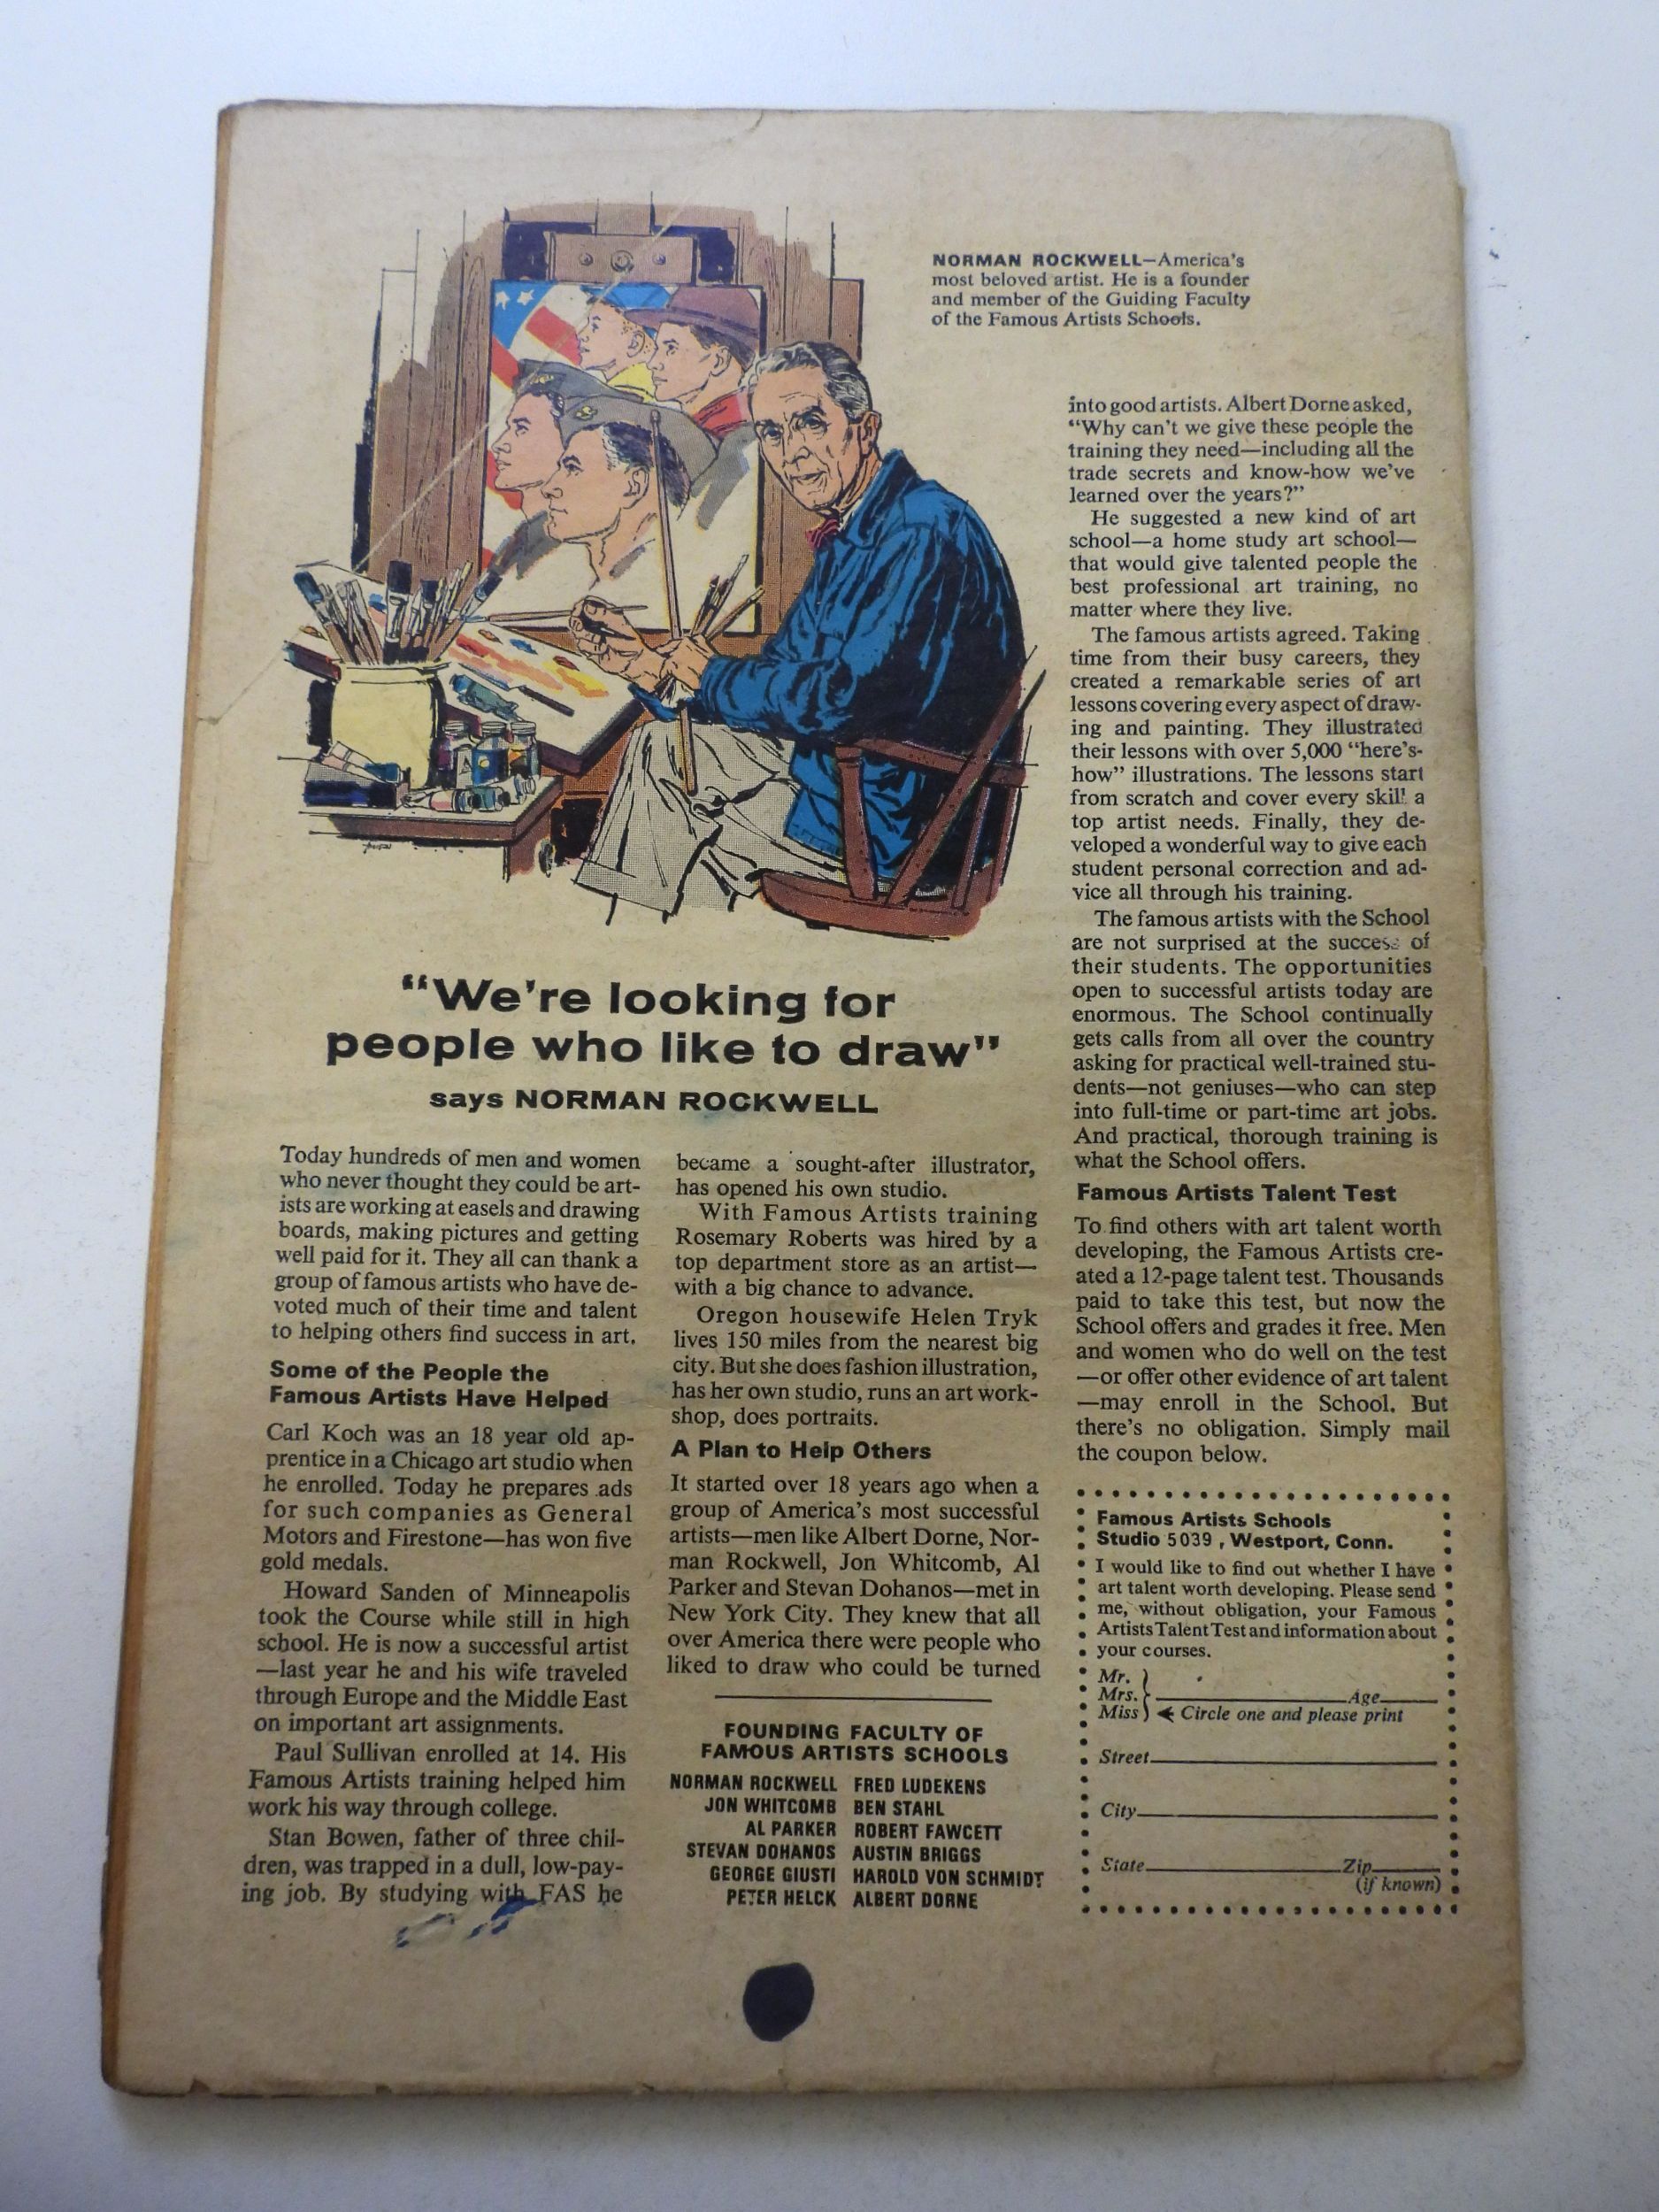 NORMAN ROCKWELL—America's
most beloved artist. He is a founder
and member of the Guiding Faculty
of the Famous Artists Schools.
"We're looking for
people who like to draw"
says NORMAN ROCKWELL
Today hundreds of men and women
who never thought they could be art-
ists are working at easels and drawing
boards, making pictures and getting
well paid for it. They all can thank a
group of famous artists who have de-
voted much of their time and talent
to helping others find success in art.
Some of the People the
Famous Artists Have Helped
Carl Koch was an 18 year old ap-
prentice in a Chicago art studio when
he enrolled. Today he prepares ads
for such companies as General
Motors and Firestone—has won five
gold medals.
Howard Sanden of Minneapolis
took the Course while still in high
school. He is now a successful artist
—last year he and his wife traveled
through Europe and the Middle East
on important art assignments.
Paul Sullivan enrolled at 14. His
Famous Artists training helped him
work his way through college.
Stan Bowen, father of three chil-
dren, was trapped in a dull, low-pay-
ing job. By studying with FAS he
became a sought-after illustrator,
has opened his own studio.
With Famous Artists training
Rosemary Roberts was hired by a
top department store as an artist—
with a big chance to advance.
Oregon housewife Helen Tryk
lives 150 miles from the nearest big
city. But she does fashion illustration,
has her own studio, runs an art work-
shop, does portraits.
A Plan to Help Others
It started over 18 years ago when a
group of America's most successful
artists—men like Albert Dorne, Nor-
man Rockwell, Jon Whitcomb, Al
Parker and Stevan Dohanos—met in
New York City. They knew that all
over America there were people who
liked to draw who could be turned
FOUNDING FACULTY OF
FAMOUS ARTISTS SCHOOLS
NORMAN ROCKWELL FRED LUDEKENS
JON WHITCOMB BEN STAHL
AL PARKER ROBERT FAWCETT
STEVAN DOHANOS AUSTIN BRIGGS
GEORGE GIUSTI HAROLD VON SCHMIDT
PETER HELCK ALBERT DORNE
into good artists. Albert Dorne asked,
"Why can't we give these people the
training they need—including all the
trade secrets and know-how we've
learned over the years?"
He suggested a new kind of art
school—a home study art school—
that would give talented people the
best professional art training, no
matter where they live.
The famous artists agreed. Taking
time from their busy careers, they
created a remarkable series of art
lessons covering every aspect of draw-
ing and painting. They illustrated
their lessons with over 5,000 "here's-
how" illustrations. The lessons start
from scratch and cover every skill a
top artist needs. Finally, they de-
veloped a wonderful way to give each
student personal correction and ad-
vice all through his training.
The famous artists with the School
are not surprised at the success of
their students. The opportunities
open to successful artists today are
enormous. The School continually
gets calls from all over the country
asking for practical well-trained stu-
dents—not geniuses—who can step
into full-time or part-time art jobs.
And practical, thorough training is
what the School offers.
Famous Artists Talent Test
To find others with art talent worth
developing, the Famous Artists cre-
ated a 12-page talent test. Thousands
paid to take this test, but now the
School offers and grades it free. Men
and women who do well on the test
—or offer other evidence of art talent
—may enroll in the School. But
there's no obligation. Simply mail
the coupon below.
Famous Artists Schools
Studio 5039, Westport, Conn.
I would like to find out whether I have
art talent worth developing. Please send
me, without obligation, your Famous
Artists Talent Test and information about
your courses.
Mr.
Mrs. Age
Miss Circle one and please print
Street
City
State Zip
(if known)